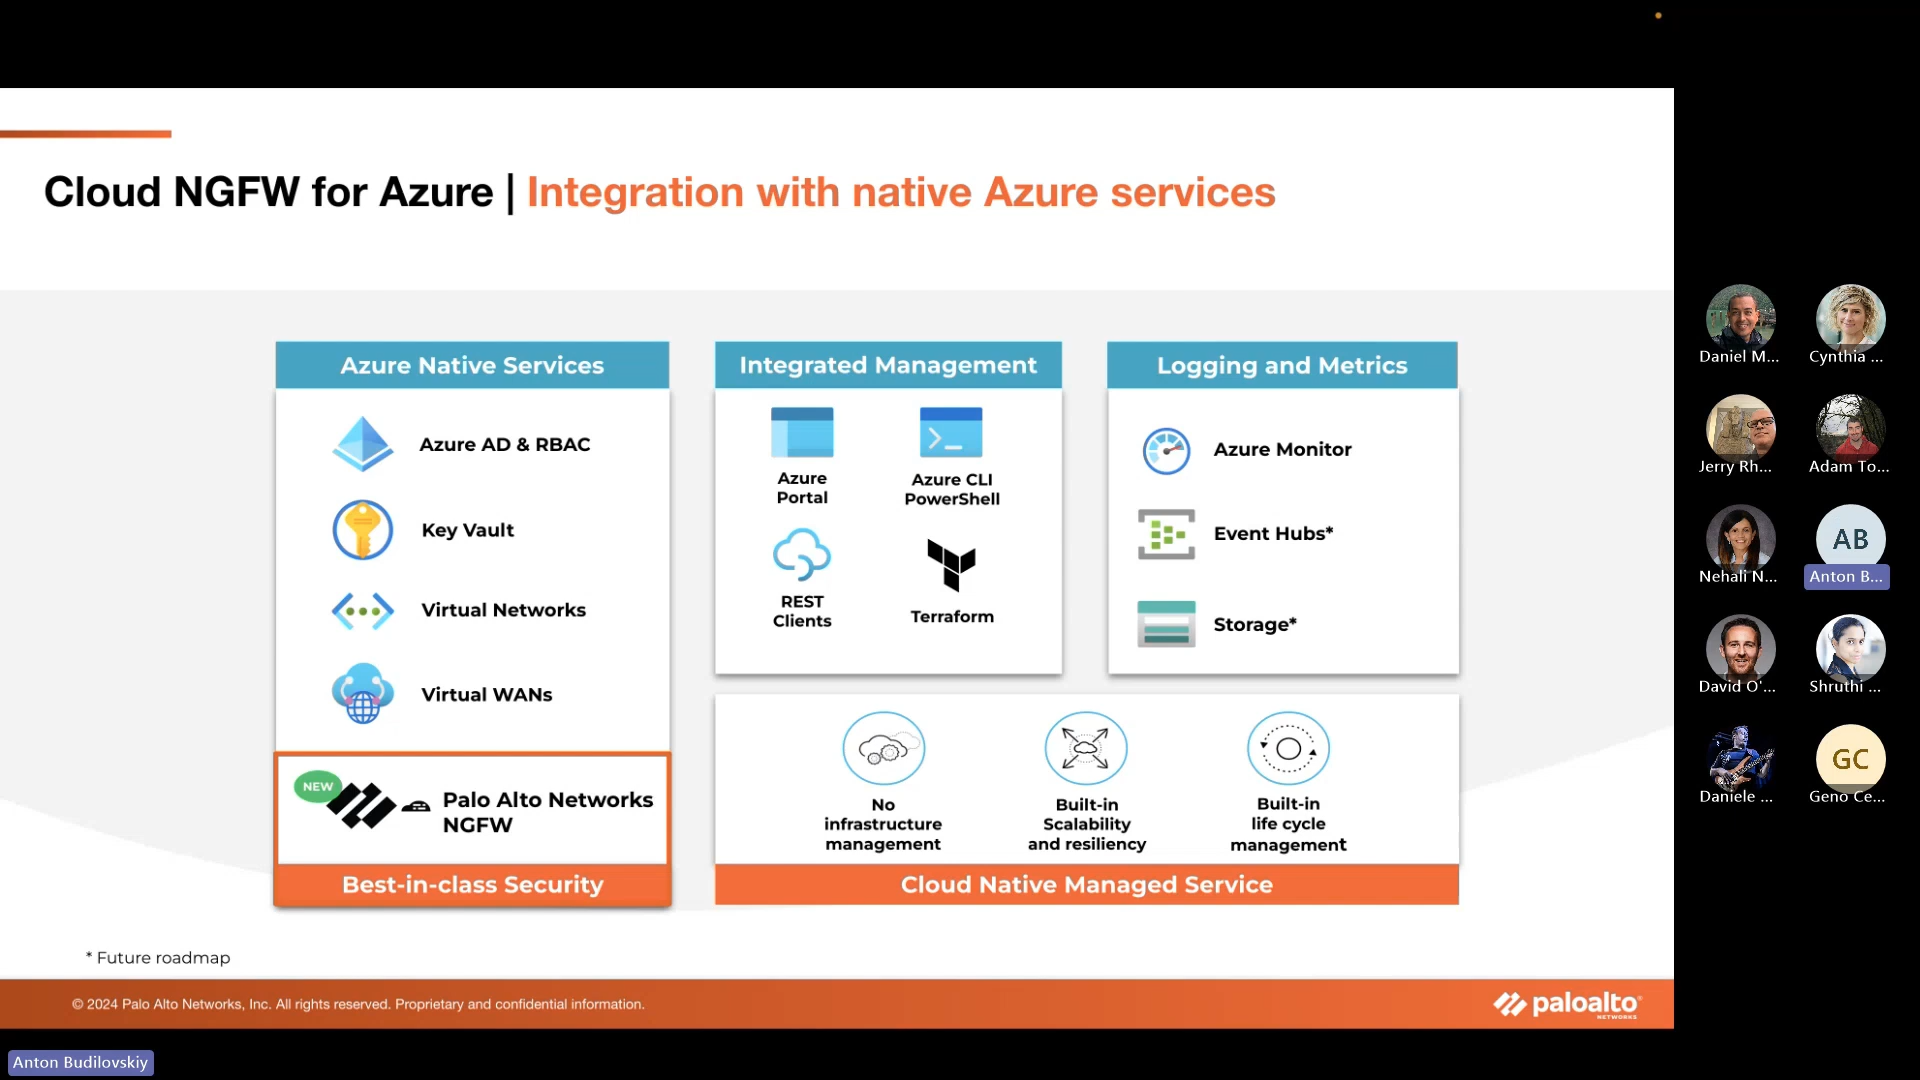 Cloud NGFW for Azure | Integration with native Azure services
Azure Native Services
Azure AD & RBAC
Key Vault
Virtual Networks
Virtual WANs
NEW
Palo Alto Networks
NGFW
Best-in-class Security
Integrated Management
Azure
Portal
Azure CLI
PowerShell
REST
Clients
Terraform
Logging and Metrics
Azure Monitor
Event Hubs*
Storage*
No
infrastructure
management
Built-in
Scalability
and resiliency
Built-in
life cycle
management
Cloud Native Managed Service
* Future roadmap
© 2024 Palo Alto Networks, Inc. All rights reserved. Proprietary and confidential information.
paloalto®
NETWORKS
Daniel M...
Cynthia ...
Jerry Rh...
Adam To...
Nehali N...
AB
Anton B...
David O'...
Shruthi ...
Daniele ...
GC
Geno Ce...
Anton Budilovskiy